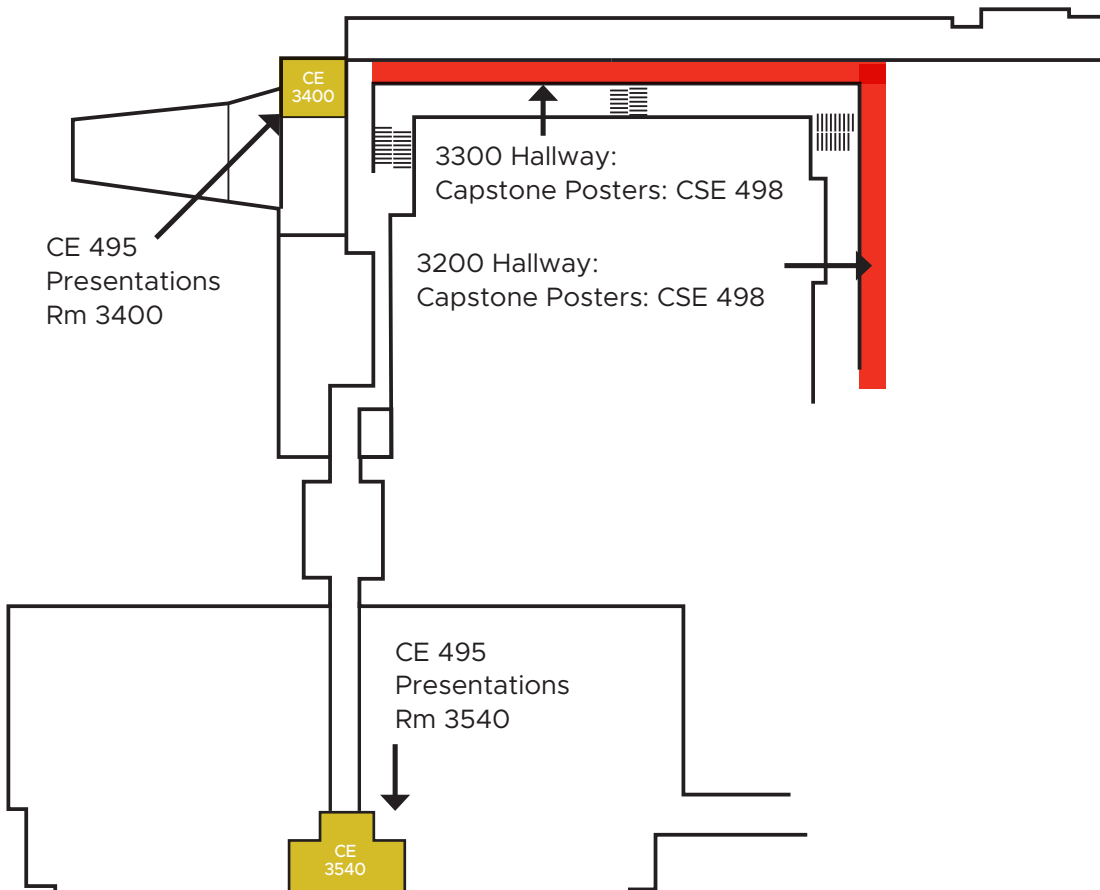 CE
3400
3300 Hallway:
Capstone Posters: CSE 498
CE 495
Presentations
Rm 3400
3200 Hallway:
Capstone Posters: CSE 498
CE 495
Presentations
Rm 3540
CE
3540